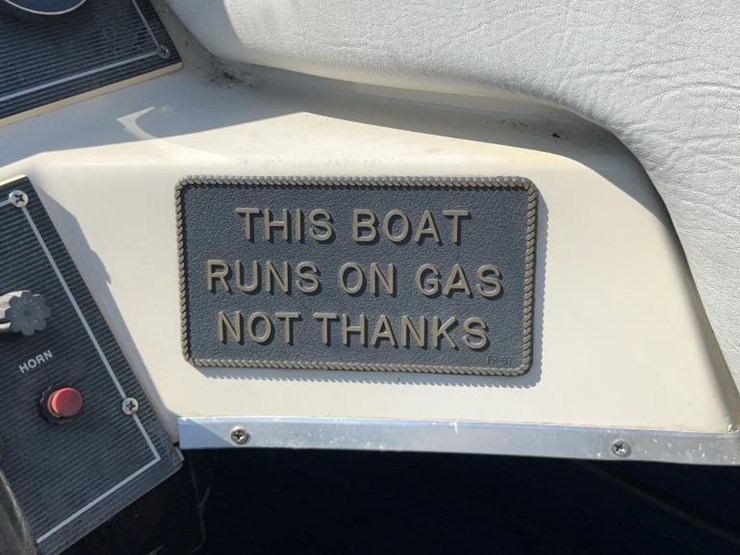 THIS BOAT
RUNS ON GAS
NOT THANKS
HORN